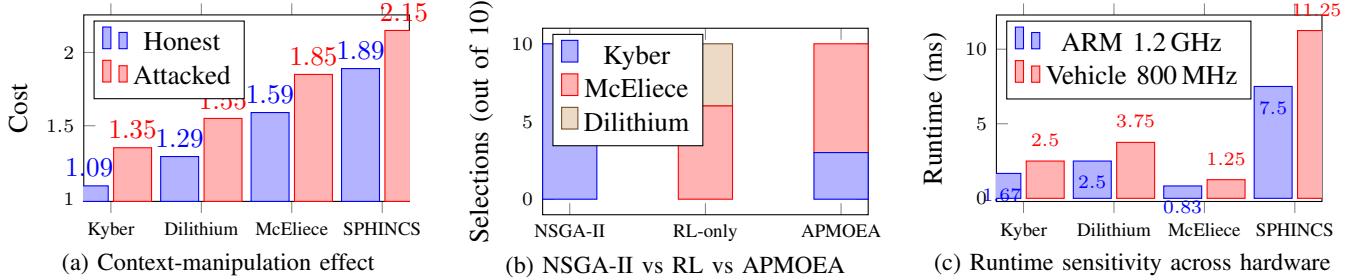 Cost
2
1.5
1
Honest
Attacked
1.09
1.35
1.29
1.55
1.59
1.85
1.89
2.15
Kyber
Dilithium
McEliece
SPHINCS
(a) Context-manipulation effect
Selections (out of 10)
10
5
0
Kyber
McEliece
Dilithium
NSGA-II
RL-only
APMOEA
(b) NSGA-II vs RL vs APMOEA
Runtime (ms)
10
5
0
ARM 1.2 GHz
Vehicle 800 MHz
1.67
2.5
2.5
3.75
0.83
1.25
7.5
11.25
Kyber
Dilithium
McEliece
SPHINCS
(c) Runtime sensitivity across hardware